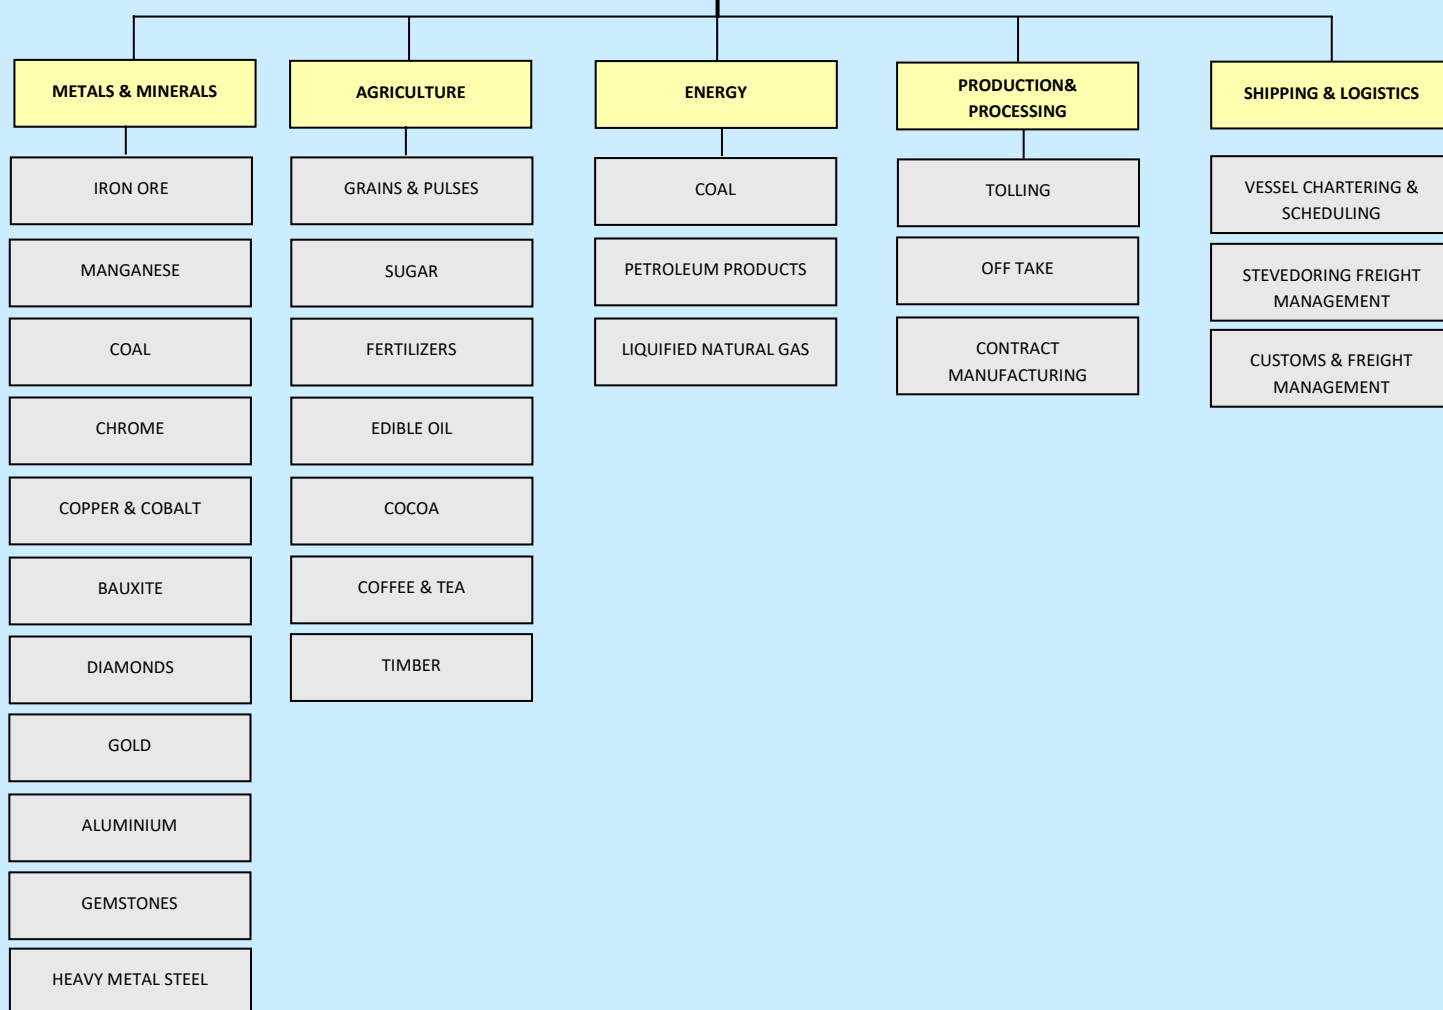 METALS & MINERALS
IRON ORE
MANGANESE
COAL
CHROME
COPPER & COBALT
BAUXITE
DIAMONDS
GOLD
ALUMINIUM
GEMSTONES
HEAVY METAL STEEL
AGRICULTURE
GRAINS & PULSES
SUGAR
FERTILIZERS
EDIBLE OIL
COCOA
COFFEE & TEA
TIMBER
ENERGY
COAL
PETROLEUM PRODUCTS
LIQUIFIED NATURAL GAS
PRODUCTION&
PROCESSING
TOLLING
OFF TAKE
CONTRACT
MANUFACTURING
SHIPPING & LOGISTICS
VESSEL CHARTERING &
SCHEDULING
STEVEDORING FREIGHT
MANAGEMENT
CUSTOMS & FREIGHT
MANAGEMENT